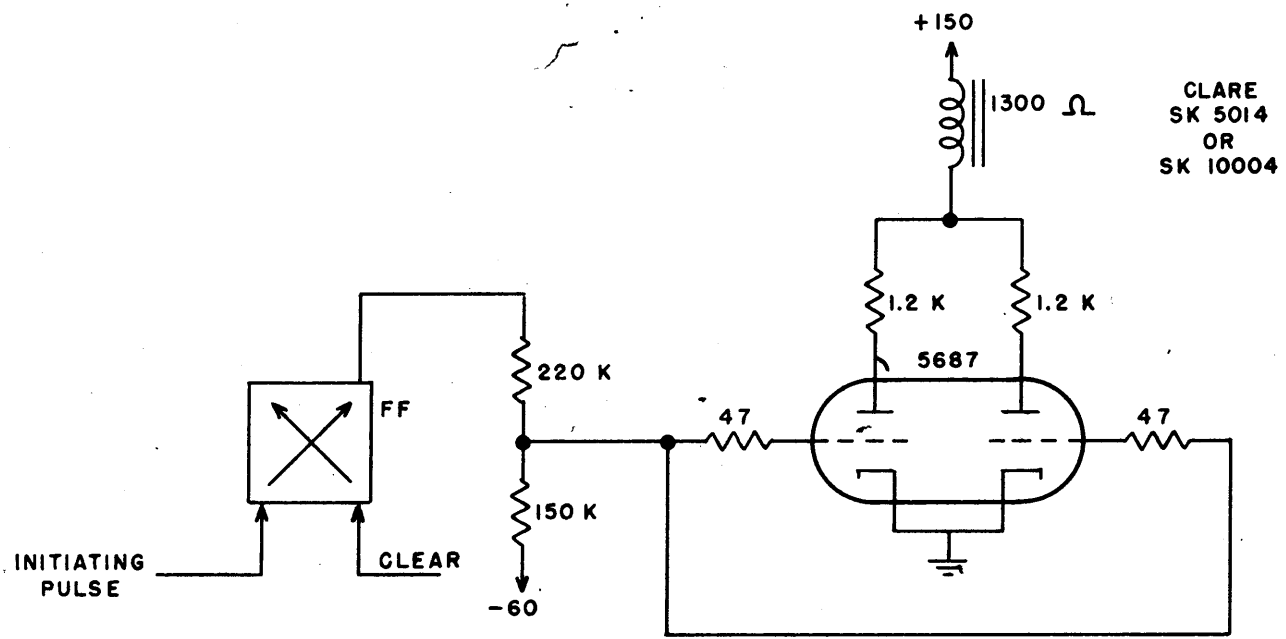 +150
1300 Ω
CLARE
SK 5014
OR
SK 10004
1.2 K
1.2 K
5687
220 K
FF
47
47
150 K
INITIATING
PULSE
CLEAR
-60